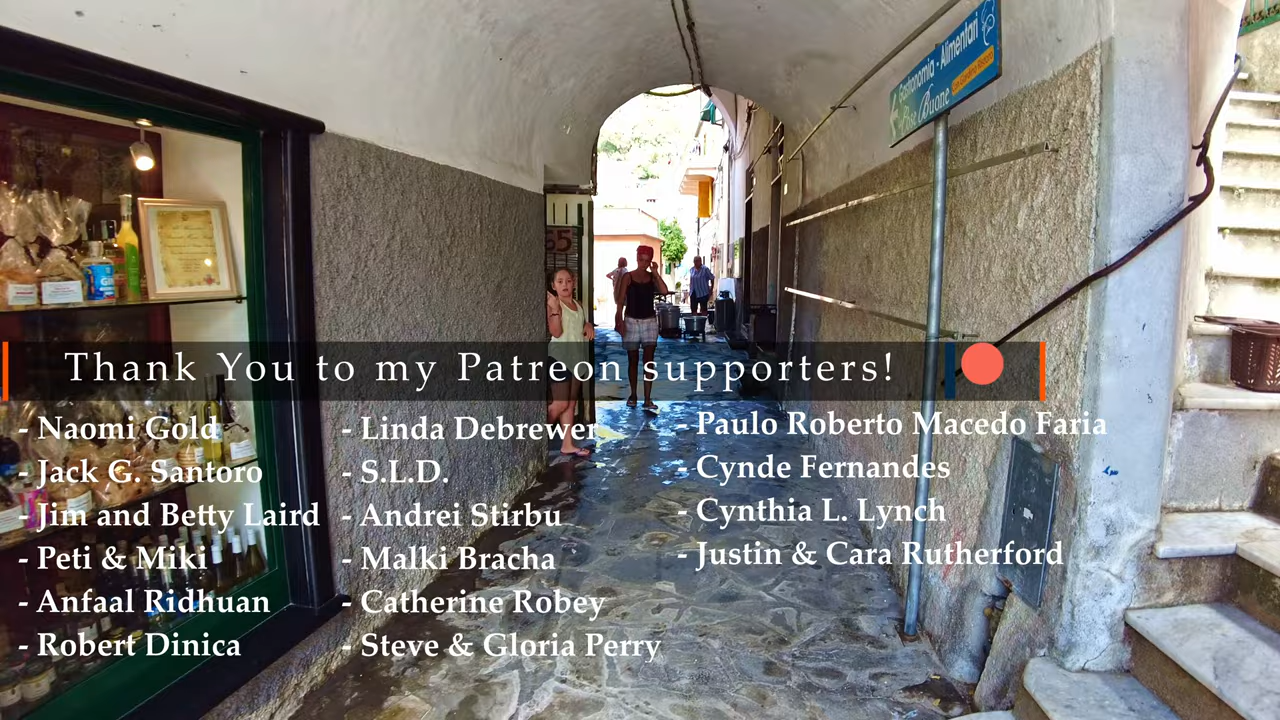 Gastronomia - Alimentari
Cose Buone
65
Thank You to my Patreon supporters!
- Naomi Gold
- Jack G. Santoro
- Jim and Betty Laird
- Peti & Miki
- Anfaal Ridhuan
- Robert Dinica
- Linda Debrewer
- S.L.D.
- Andrei Stirbu
- Malki Bracha
- Catherine Robey
- Steve & Gloria Perry
- Paulo Roberto Macedo Faria
- Cynde Fernandes
- Cynthia L. Lynch
- Justin & Cara Rutherford